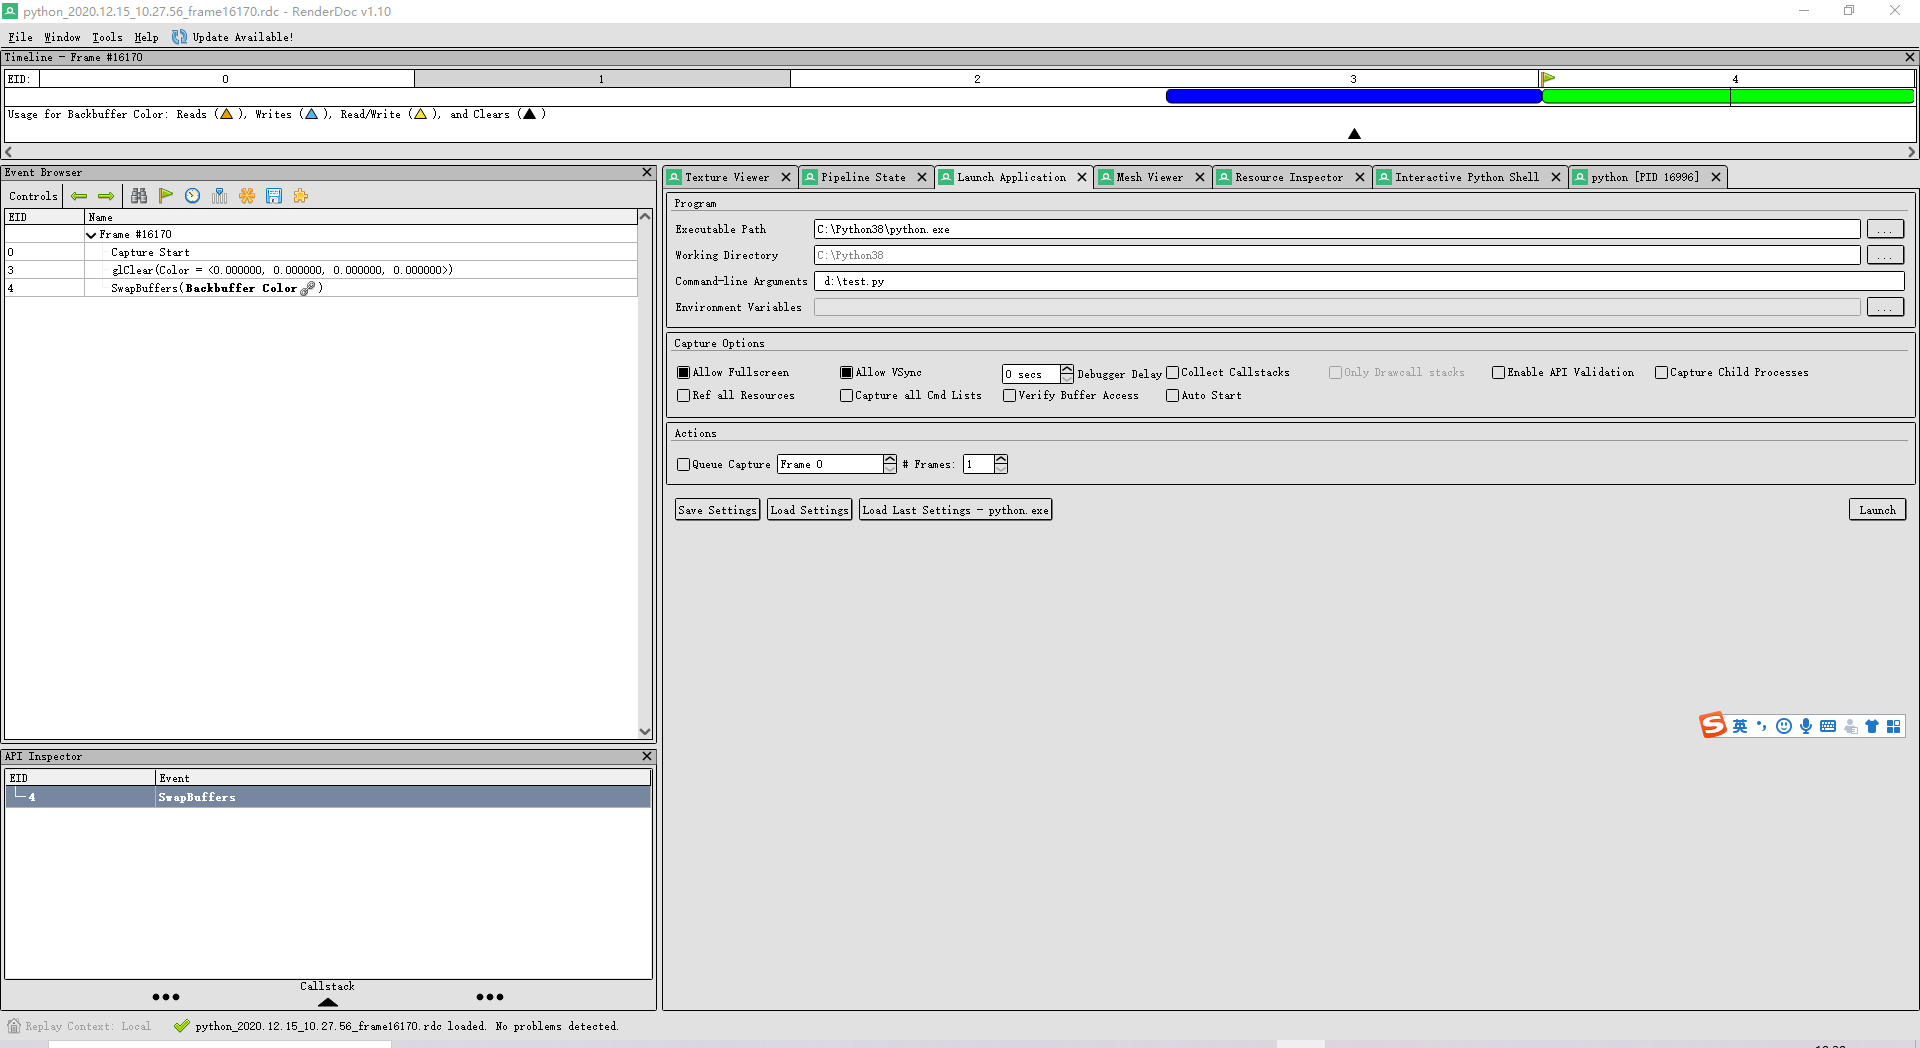 python_2020.12.15_10.27.56_frame16170.rdc - RenderDoc v1.10
File Window Tools Help Update Available!
Timeline - Frame #16170
EID: 0 1 2 3 4
Usage for Backbuffer Color: Reads ( ), Writes ( ), Read/Write ( ), and Clears ( )
Event Browser
Controls
EID Name
Frame #16170
0 Capture Start
3 glClear(Color = <0.000000, 0.000000, 0.000000, 0.000000>)
4 SwapBuffers(Backbuffer Color )
API Inspector
EID Event
4 SwapBuffers
Callstack
Texture Viewer Pipeline State Launch Application Mesh Viewer Resource Inspector Interactive Python Shell python [PID 16996]
Program
Executable Path C:\Python38\python.exe ...
Working Directory C:\Python38 ...
Command-line Arguments d:\test.py
Environment Variables ...
Capture Options
Allow Fullscreen Allow VSync 0 secs Debugger Delay Collect Callstacks Only Drawcall stacks Enable API Validation Capture Child Processes
Ref all Resources Capture all Cmd Lists Verify Buffer Access Auto Start
Actions
Queue Capture Frame 0 # Frames: 1
Save Settings Load Settings Load Last Settings - python.exe Launch
S 英
Replay Context: Local python_2020.12.15_10.27.56_frame16170.rdc loaded. No problems detected.